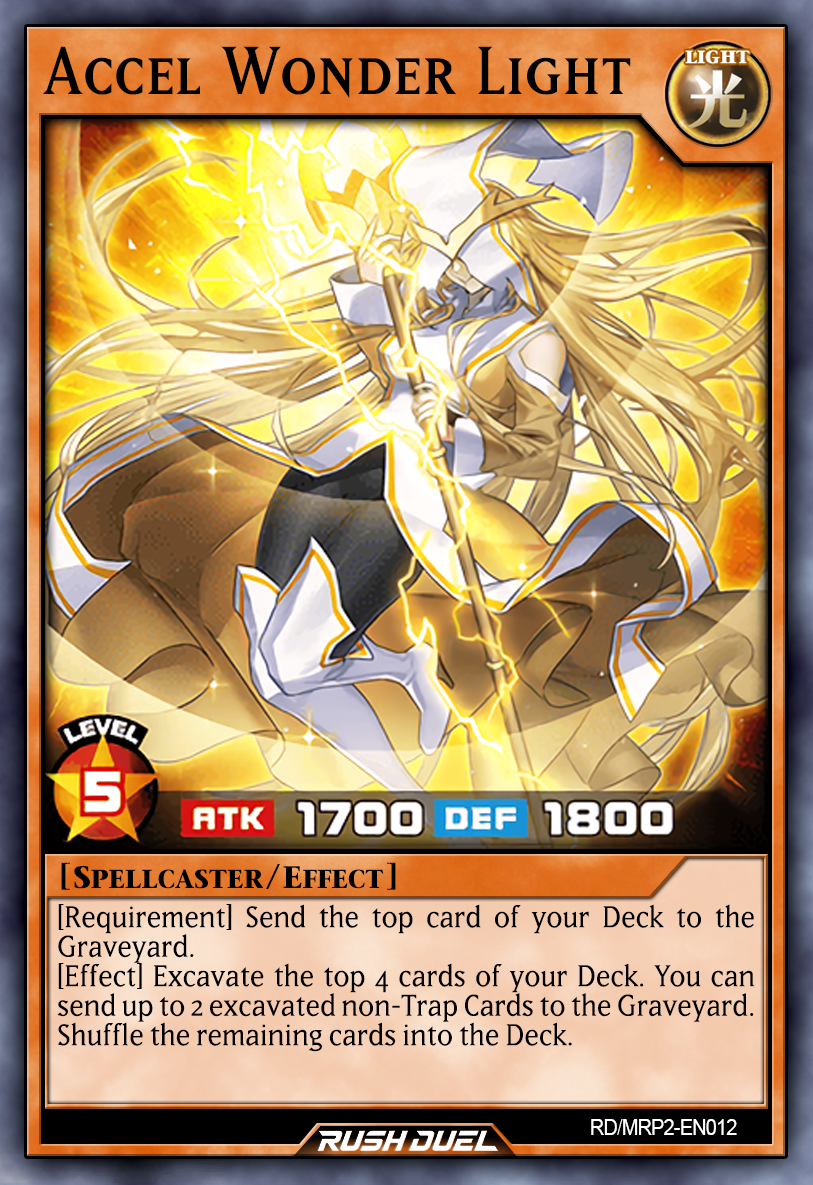 Accel Wonder Light
LIGHT
光
LEVEL
5
ATK 1700 DEF 1800
[Spellcaster/Effect]
[Requirement] Send the top card of your Deck to the
Graveyard.
[Effect] Excavate the top 4 cards of your Deck. You can
send up to 2 excavated non-Trap Cards to the Graveyard.
Shuffle the remaining cards into the Deck.
RUSH DUEL
RD/MRP2-EN012